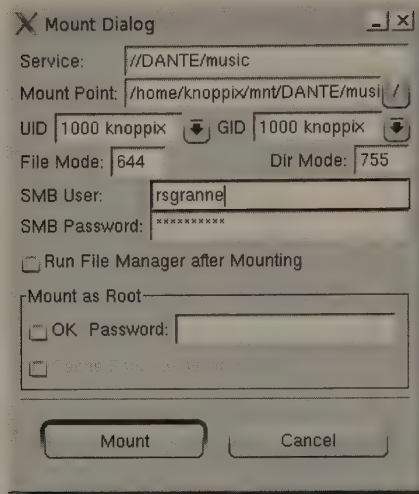 Mount Dialog
Service: //DANTE/music
Mount Point: /home/knoppix/mnt/DANTE/musi /
UID 1000 knoppix GID 1000 knoppix
File Mode: 644 Dir Mode: 755
SMB User: rsgranne
SMB Password: **********
Run File Manager after Mounting
Mount as Root
OK Password:
Mount Cancel